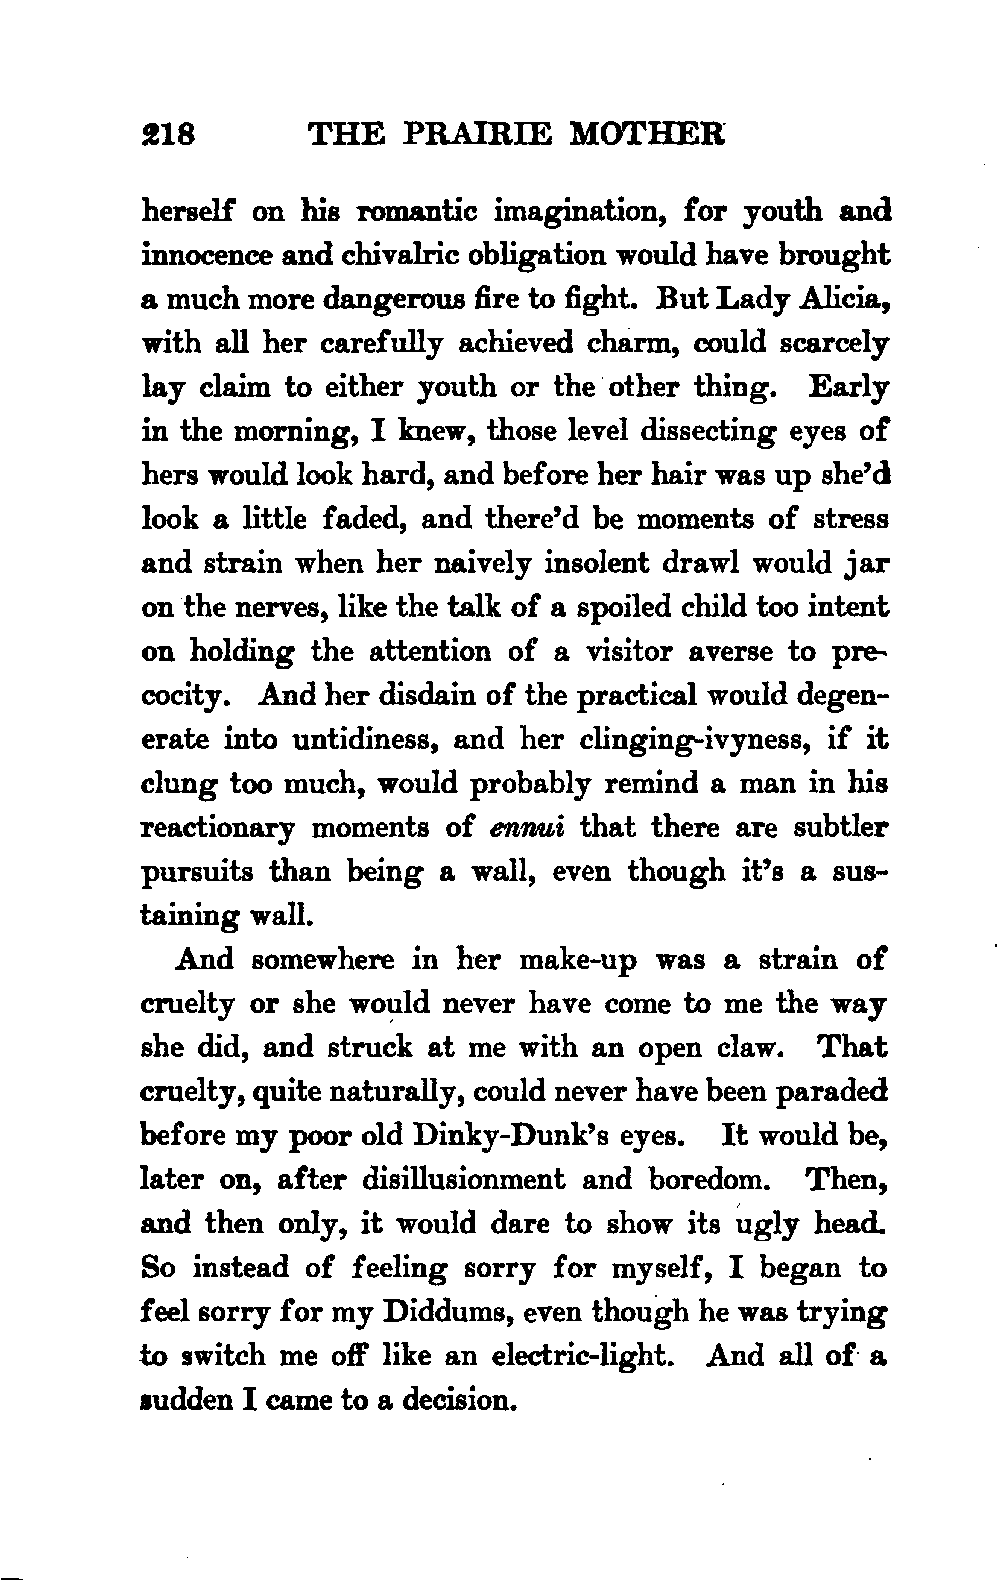 218 THE PRAIRIE MOTHER
herself on his romantic imagination, for youth and
innocence and chivalric obligation would have brought
a much more dangerous fire to fight. But Lady Alicia,
with all her carefully achieved charm, could scarcely
lay claim to either youth or the other thing. Early
in the morning, I knew, those level dissecting eyes of
hers would look hard, and before her hair was up she'd
look a little faded, and there'd be moments of stress
and strain when her naively insolent drawl would jar
on the nerves, like the talk of a spoiled child too intent
on holding the attention of a visitor averse to pre-
cocity. And her disdain of the practical would degen-
erate into untidiness, and her clinging-ivyness, if it
clung too much, would probably remind a man in his
reactionary moments of ennui that there are subtler
pursuits than being a wall, even though it's a sus-
taining wall.
And somewhere in her make-up was a strain of
cruelty or she would never have come to me the way
she did, and struck at me with an open claw. That
cruelty, quite naturally, could never have been paraded
before my poor old Dinky-Dunk's eyes. It would be,
later on, after disillusionment and boredom. Then,
and then only, it would dare to show its ugly head.
So instead of feeling sorry for myself, I began to
feel sorry for my Diddums, even though he was trying
to switch me off like an electric-light. And all of a
sudden I came to a decision.